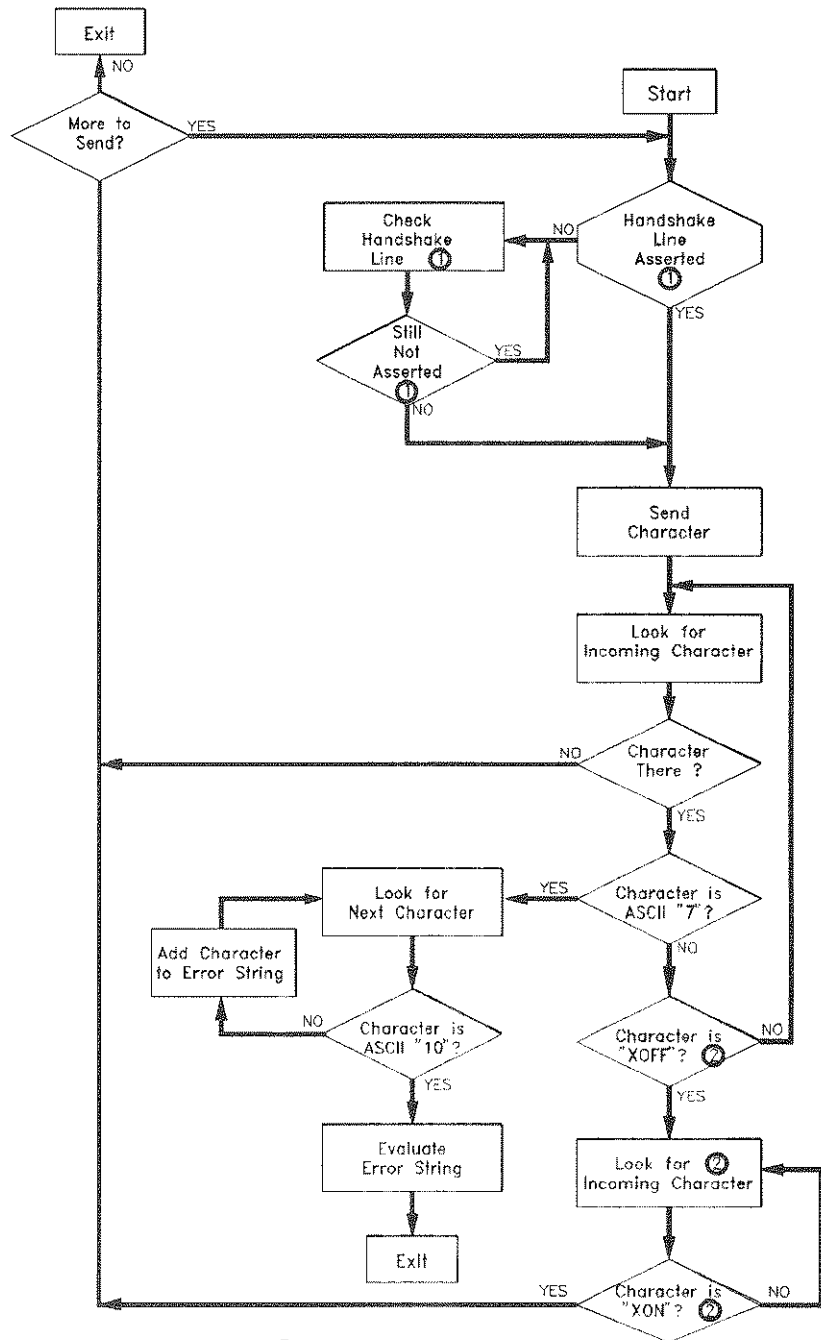 Exit
NO
More to
Send?
YES
Start
Check
Handshake
Line ①
NO
Handshake
Line
Asserted
①
YES
Still
Not
Asserted
①
YES
NO
Send
Character
Look for
Incoming Character
NO
Character
There ?
YES
Look for
Next Character
YES
Character is
ASCII "7"?
NO
Add Character
to Error String
NO
Character is
ASCII "10"?
YES
Character is
"XOFF"? ②
NO
YES
Evaluate
Error String
Look for ②
Incoming Character
Exit
YES
Character is
"XON"? ②
NO